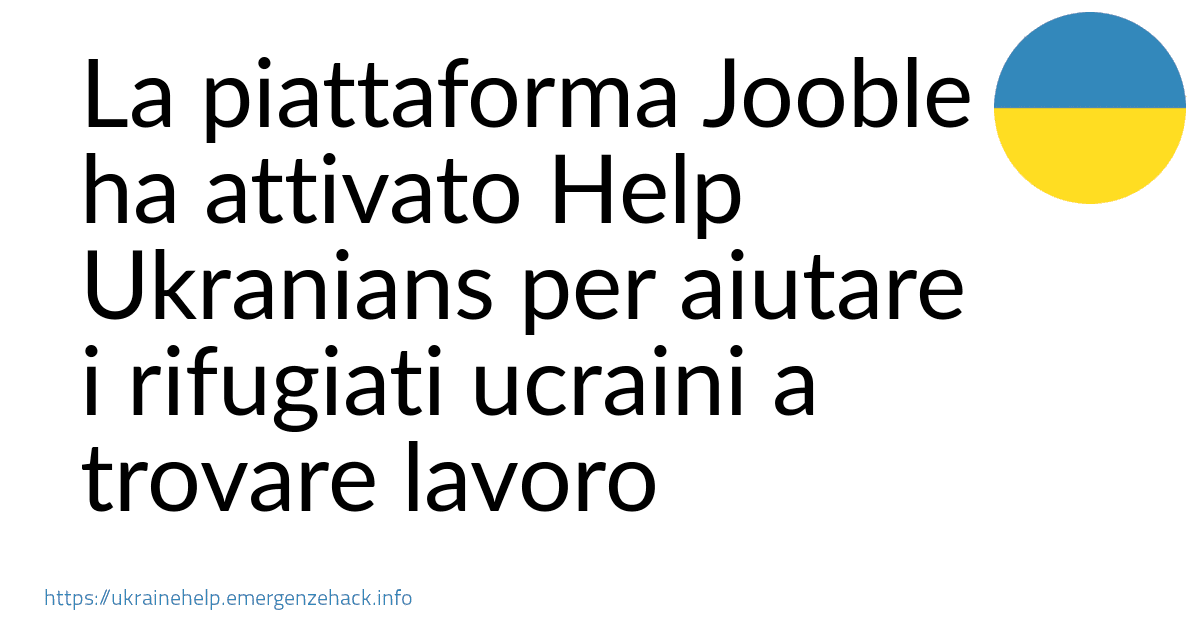 La piattaforma Jooble
ha attivato Help
Ukranians per aiutare
i rifugiati ucraini a
trovare lavoro
https://ukrainehelp.emergenzehack.info